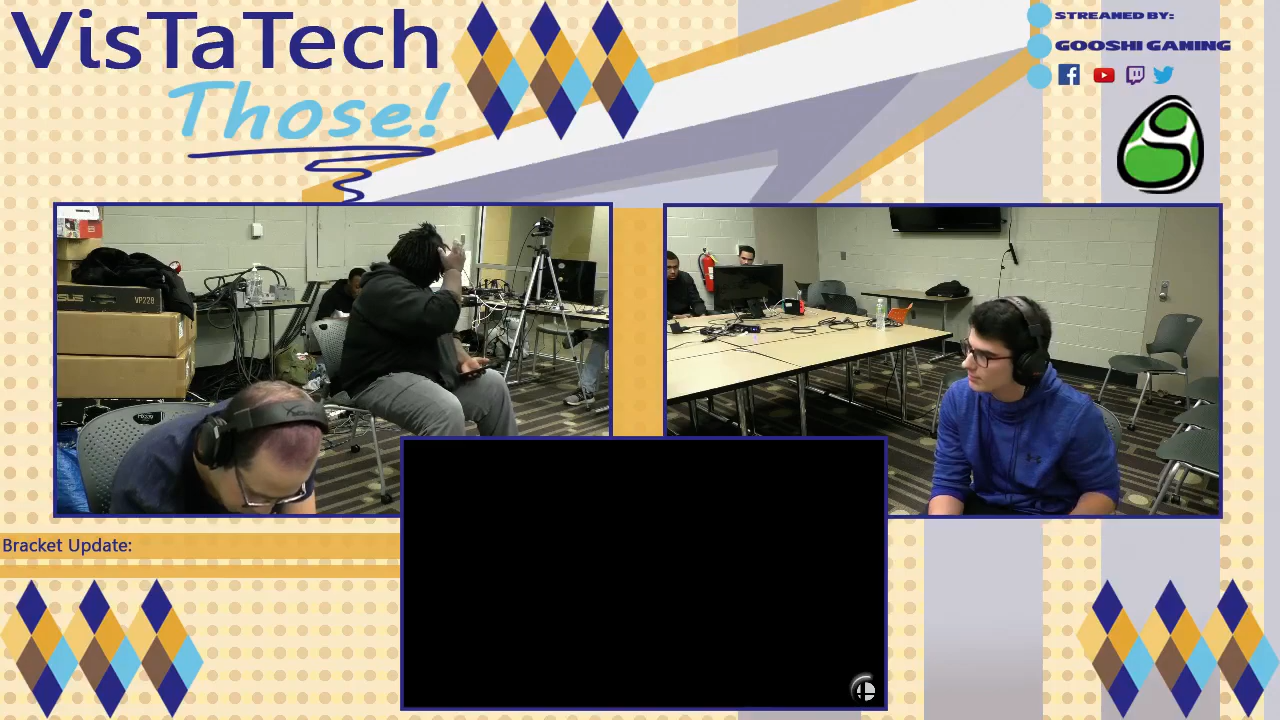 VisTaTech
Those!
STREAMED BY:
GOOSHI GAMING
ASUS VP228
Bracket Update: